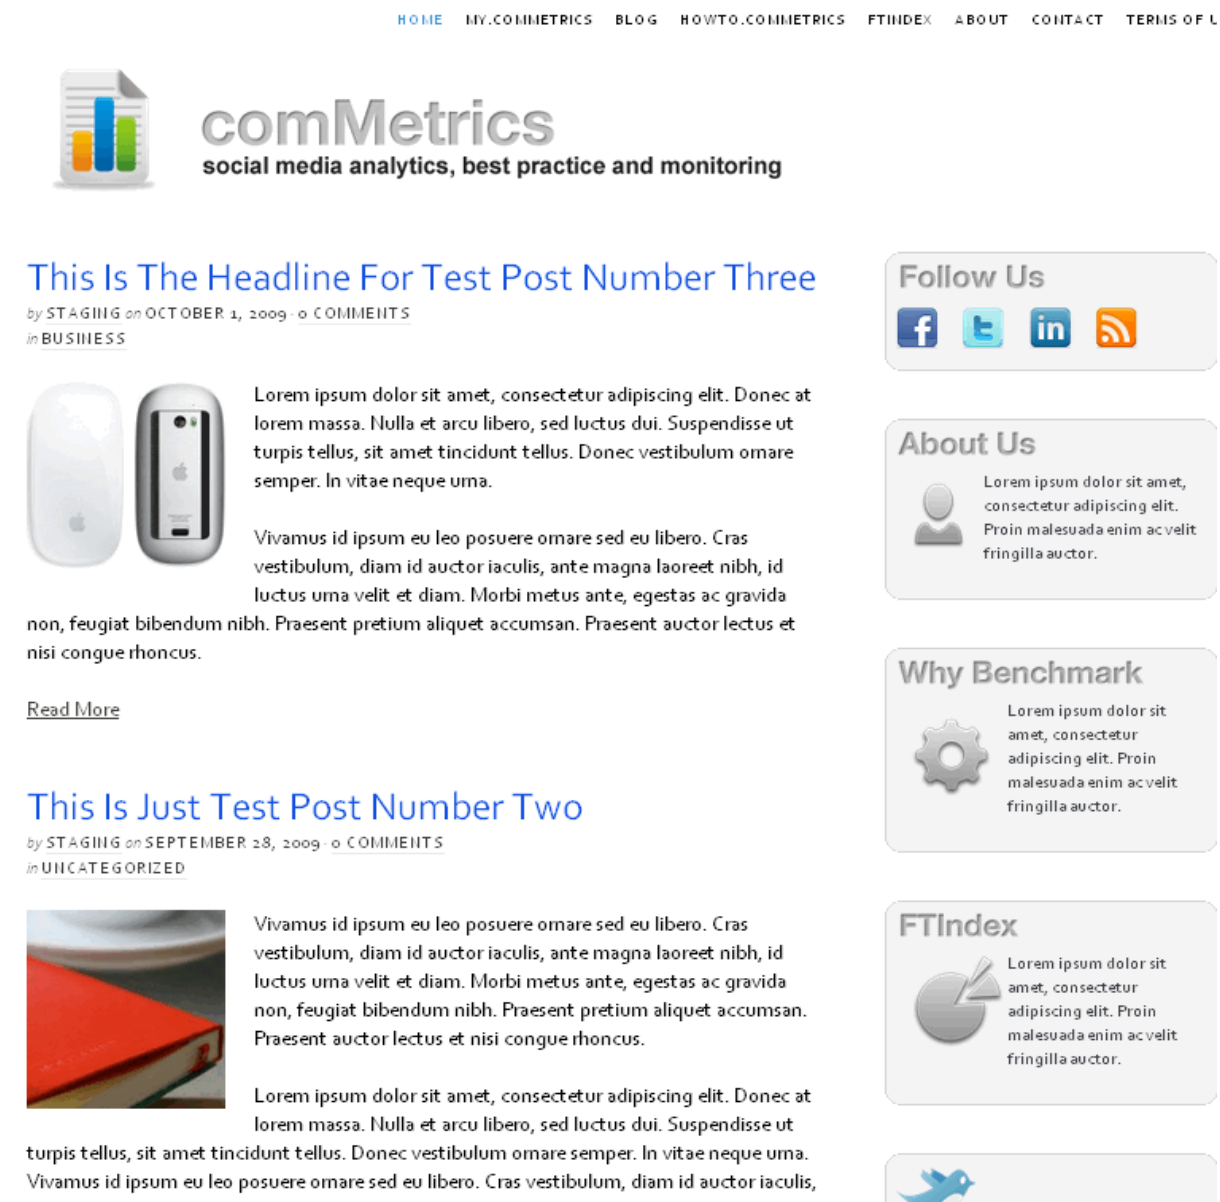 HOME MY.COMMETRICS BLOG HOWTO.COMMETRICS FTINDEX ABOUT CONTACT TERMS OF
comMetrics
social media analytics, best practice and monitoring
This Is The Headline For Test Post Number Three
by STAGING on OCTOBER 1, 2009 · 0 COMMENTS
in BUSINESS
Lorem ipsum dolor sit amet, consectetur adipiscing elit. Donec at
lorem massa. Nulla et arcu libero, sed luctus dui. Suspendisse ut
turpis tellus, sit amet tincidunt tellus. Donec vestibulum ornare
semper. In vitae neque urna.
Vivamus id ipsum eu leo posuere ornare sed eu libero. Cras
vestibulum, diam id auctor iaculis, ante magna laoreet nibh, id
luctus urna velit et diam. Morbi metus ante, egestas ac gravida
non, feugiat bibendum nibh. Praesent pretium aliquet accumsan. Praesent auctor lectus et
nisi congue rhoncus.
Read More
This Is Just Test Post Number Two
by STAGING on SEPTEMBER 28, 2009 · 0 COMMENTS
in UNCATEGORIZED
Vivamus id ipsum eu leo posuere ornare sed eu libero. Cras
vestibulum, diam id auctor iaculis, ante magna laoreet nibh, id
luctus urna velit et diam. Morbi metus ante, egestas ac gravida
non, feugiat bibendum nibh. Praesent pretium aliquet accumsan.
Praesent auctor lectus et nisi congue rhoncus.
Lorem ipsum dolor sit amet, consectetur adipiscing elit. Donec at
lorem massa. Nulla et arcu libero, sed luctus dui. Suspendisse ut
turpis tellus, sit amet tincidunt tellus. Donec vestibulum ornare semper. In vitae neque urna.
Vivamus id ipsum eu leo posuere ornare sed eu libero. Cras vestibulum, diam id auctor iaculis,
Follow Us
f t in
About Us
Lorem ipsum dolor sit amet,
consectetur adipiscing elit.
Proin malesuada enim ac velit
fringilla auctor.
Why Benchmark
Lorem ipsum dolor sit
amet, consectetur
adipiscing elit. Proin
malesuada enim ac velit
fringilla auctor.
FTIndex
Lorem ipsum dolor sit
amet, consectetur
adipiscing elit. Proin
malesuada enim ac velit
fringilla auctor.